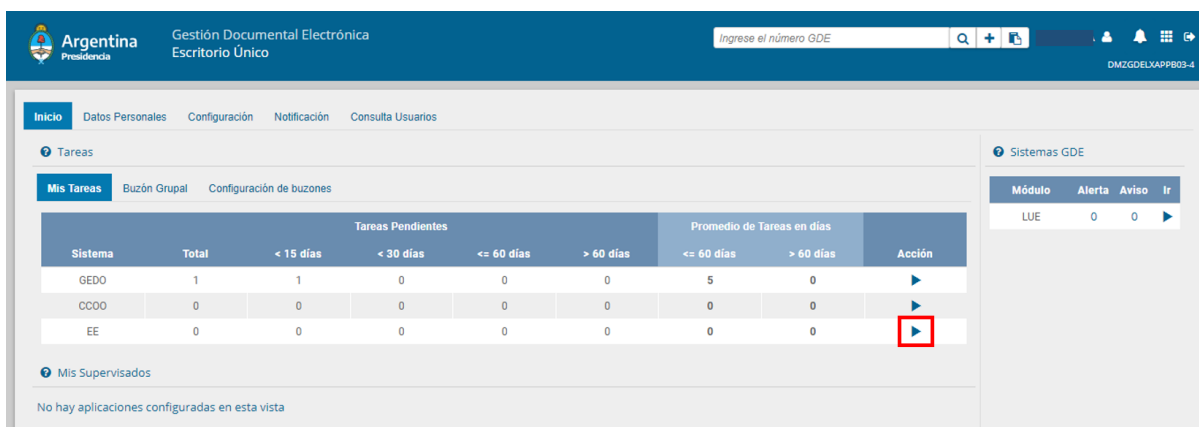 Argentina
Presidencia
Gestión Documental Electrónica
Escritorio Único
Ingrese el número GDE
DMZGDELXAPPB03-4
Inicio Datos Personales Configuración Notificación Consulta Usuarios
Tareas
Mis Tareas Buzón Grupal Configuración de buzones
Tareas Pendientes Promedio de Tareas en días
Sistema Total < 15 días < 30 días <= 60 días > 60 días <= 60 días > 60 días Acción
GEDO 1 1 0 0 0 5 0
CCOO 0 0 0 0 0 0 0
EE 0 0 0 0 0 0 0
Mis Supervisados
No hay aplicaciones configuradas en esta vista
Sistemas GDE
Módulo Alerta Aviso Ir
LUE 0 0